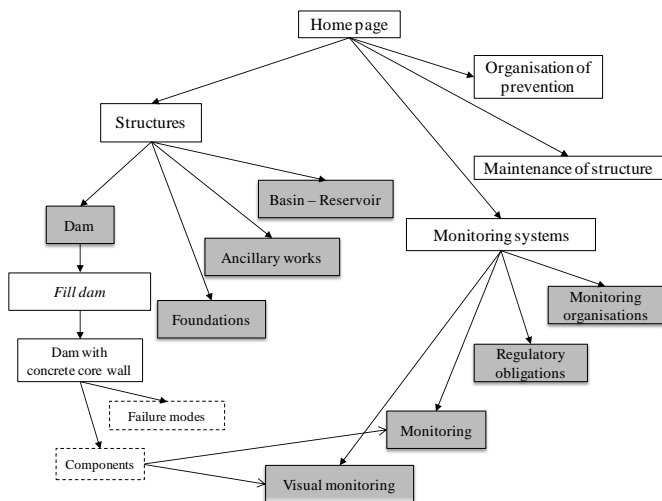 Home page
Organisation of
prevention
Structures
Maintenance of structure
Basin – Reservoir
Dam
Monitoring systems
Ancillary works
Fill dam
Monitoring
organisations
Foundations
Dam with
concrete core wall
Regulatory
obligations
Failure modes
Monitoring
Components
Visual monitoring